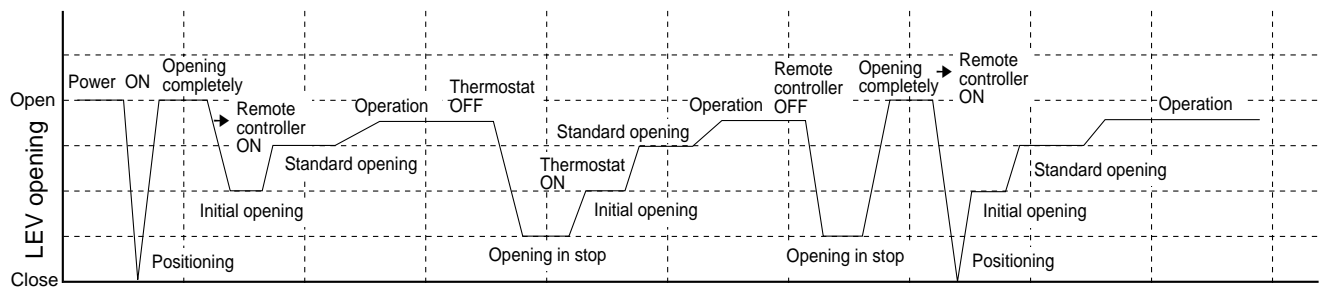 LEV opening
Open
Close
Power ON
Positioning
Opening
completely
Remote
controller
ON
Initial opening
Standard opening
Operation
Thermostat
OFF
Opening in stop
Thermostat
ON
Initial opening
Standard opening
Operation
Remote
controller
OFF
Opening in stop
Opening
completely
Remote
controller
ON
Positioning
Initial opening
Standard opening
Operation